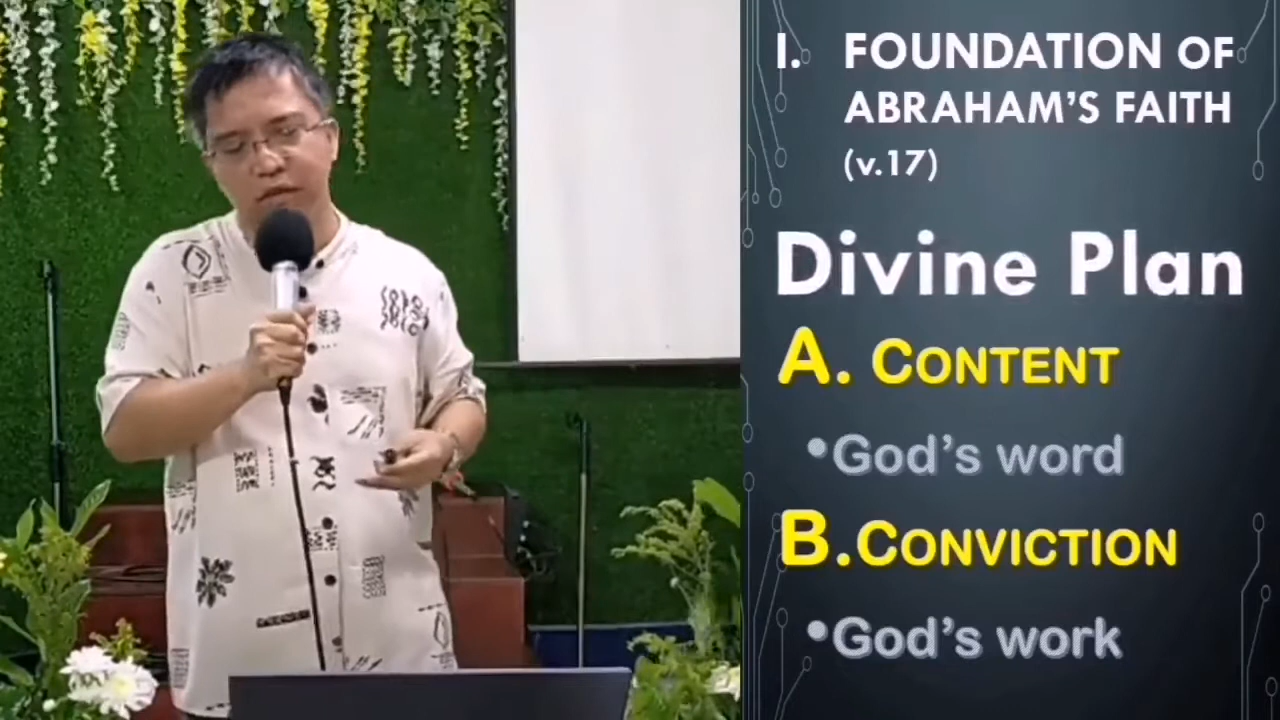 I. FOUNDATION OF
ABRAHAM'S FAITH
(v.17)
Divine Plan
A. CONTENT
•God's word
B.CONVICTION
•God's work